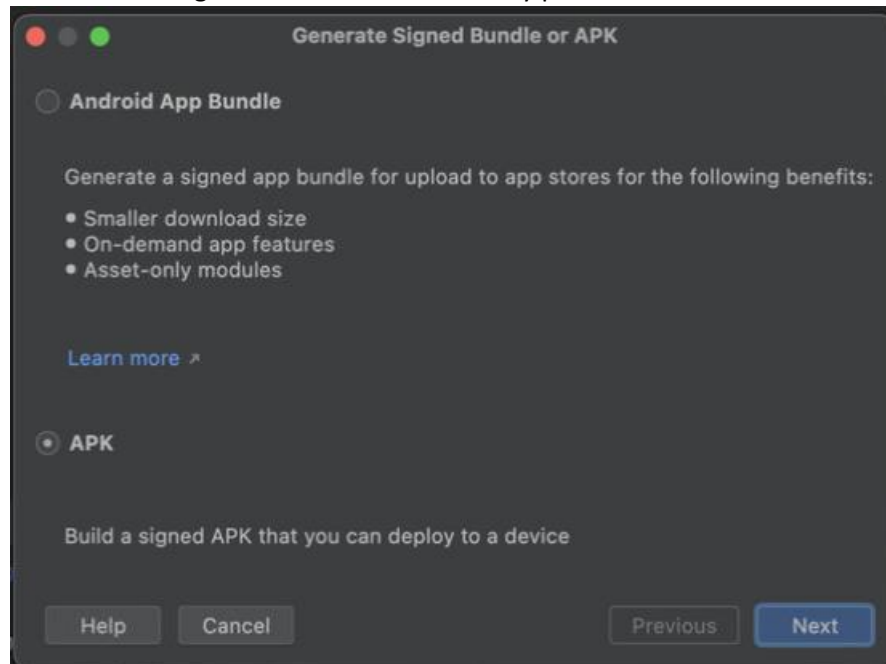 Generate Signed Bundle or APK
Android App Bundle
Generate a signed app bundle for upload to app stores for the following benefits:
• Smaller download size
• On-demand app features
• Asset-only modules
Learn more ↗
APK
Build a signed APK that you can deploy to a device
Help Cancel Previous Next